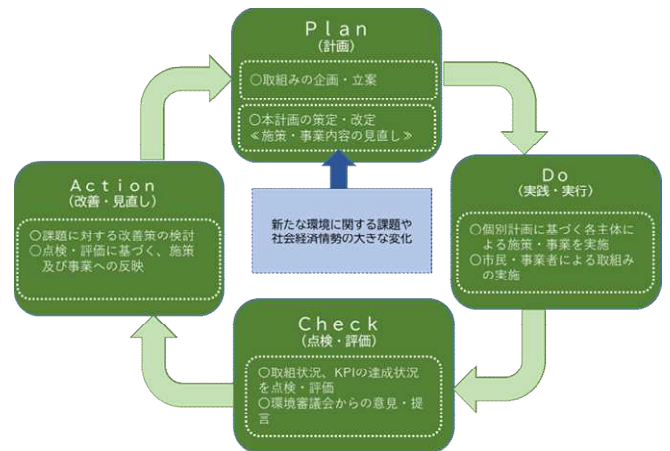 Plan
(計画)
○取組みの企画・立案
○本計画の策定・改定
≪施策・事業内容の見直し≫
Action
(改善・見直し)
○課題に対する改善策の検討
○点検・評価に基づく、施策
及び事業への反映
新たな環境に関する課題や
社会経済情勢の大きな変化
Do
(実践・実行)
○個別計画に基づく各主体
による施策・事業を実施
○市民・事業者による取組み
の実施
Check
(点検・評価)
○取組状況、KPIの達成状況
を点検・評価
○環境審議会からの意見・提
言